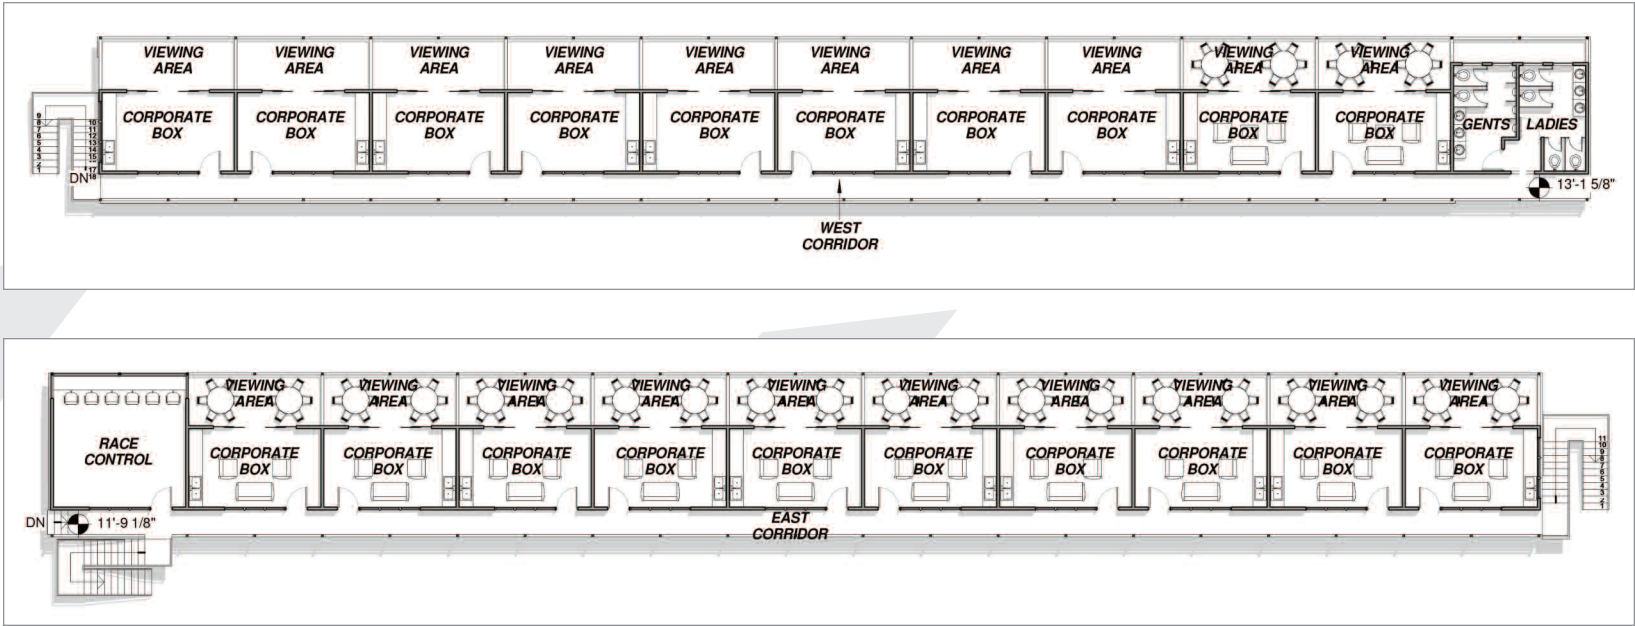 VIEWING VIEWING VIEWING VIEWING VIEWING VIEWING VIEWING VIEWING VIEWING VIEWING
AREA AREA AREA AREA AREA AREA AREA AREA AREA AREA
CORPORATE CORPORATE CORPORATE CORPORATE CORPORATE CORPORATE CORPORATE CORPORATE CORPORATE CORPORATE
BOX BOX BOX BOX BOX BOX BOX BOX BOX BOX
GENTS LADIES
DN
13'-1 5/8"
WEST
CORRIDOR
VIEWING VIEWING VIEWING VIEWING VIEWING VIEWING VIEWING VIEWING VIEWING VIEWING
AREA AREA AREA AREA AREA AREA AREA AREA AREA AREA
RACE
CONTROL
CORPORATE CORPORATE CORPORATE CORPORATE CORPORATE CORPORATE CORPORATE CORPORATE CORPORATE CORPORATE
BOX BOX BOX BOX BOX BOX BOX BOX BOX BOX
DN 11'-9 1/8"
EAST
CORRIDOR